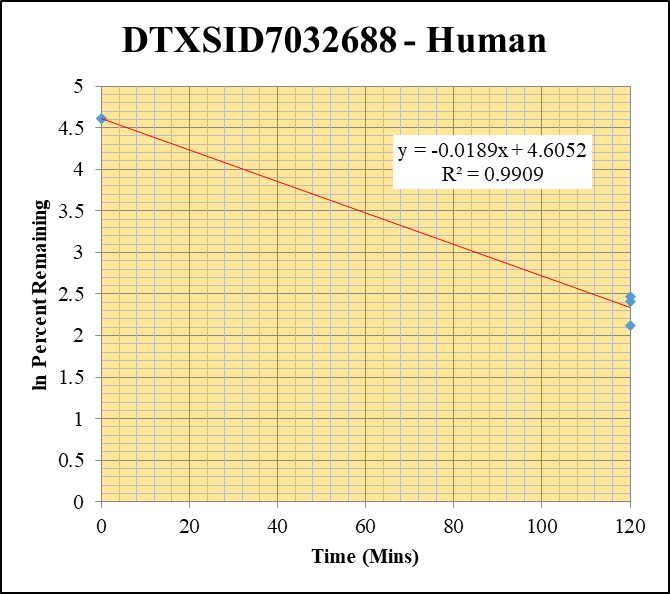 DTXSID7032688 - Human
5
4.5
4
3.5
3
2.5
2
1.5
1
0.5
0
ln Percent Remaining
y = -0.0189x + 4.6052
R² = 0.9909
0 20 40 60 80 100 120
Time (Mins)